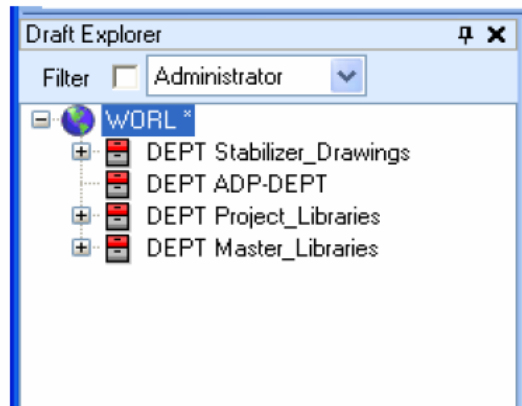 Draft Explorer
Filter Administrator
WORL *
DEPT Stabilizer_Drawings
DEPT ADP-DEPT
DEPT Project_Libraries
DEPT Master_Libraries